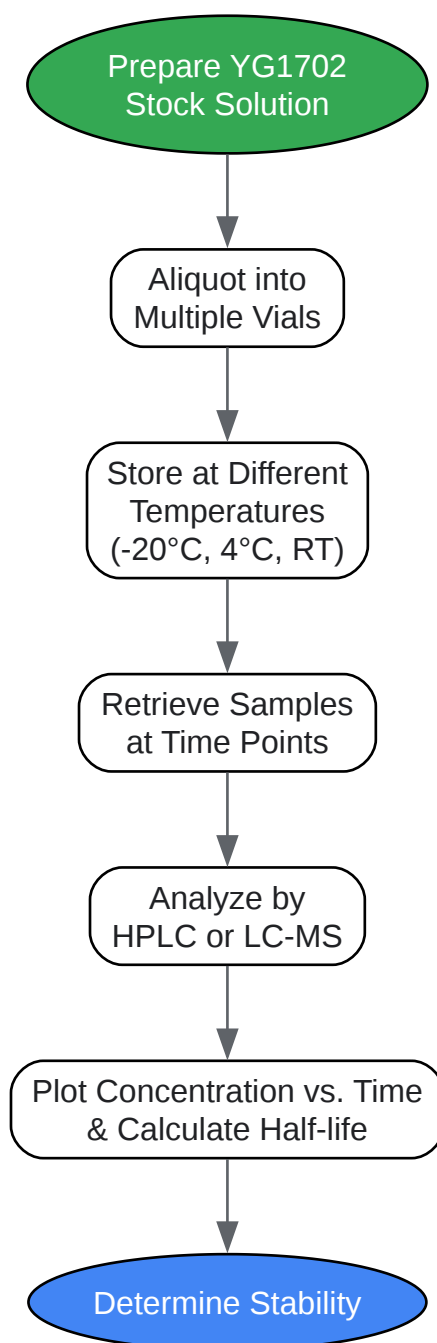 Prepare YG1702
Stock Solution
Aliquot into
Multiple Vials
Store at Different
Temperatures
(-20°C, 4°C, RT)
Retrieve Samples
at Time Points
Analyze by
HPLC or LC-MS
Plot Concentration vs. Time
& Calculate Half-life
Determine Stability